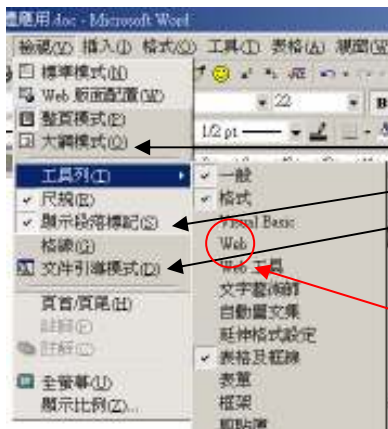 應用.doc - Microsoft Word
檢視(V) 插入(I) 格式(O) 工具(T) 表格(A) 視窗(W
標準模式(N)
Web 版面配置(W)
整頁模式(P)
大綱模式(O)
22
B
1/2 pt
工具列(T)
尺規(R)
顯示段落標記(S)
格線(G)
文件引導模式(D)
頁首/頁尾(H)
註腳(F)
註解(C)
全螢幕(U)
顯示比例(Z)...
一般
格式
Visual Basic
Web
Web 工具
文字藝術師
自動圖文集
延伸格式設定
表格及框線
表單
框架
剪貼簿